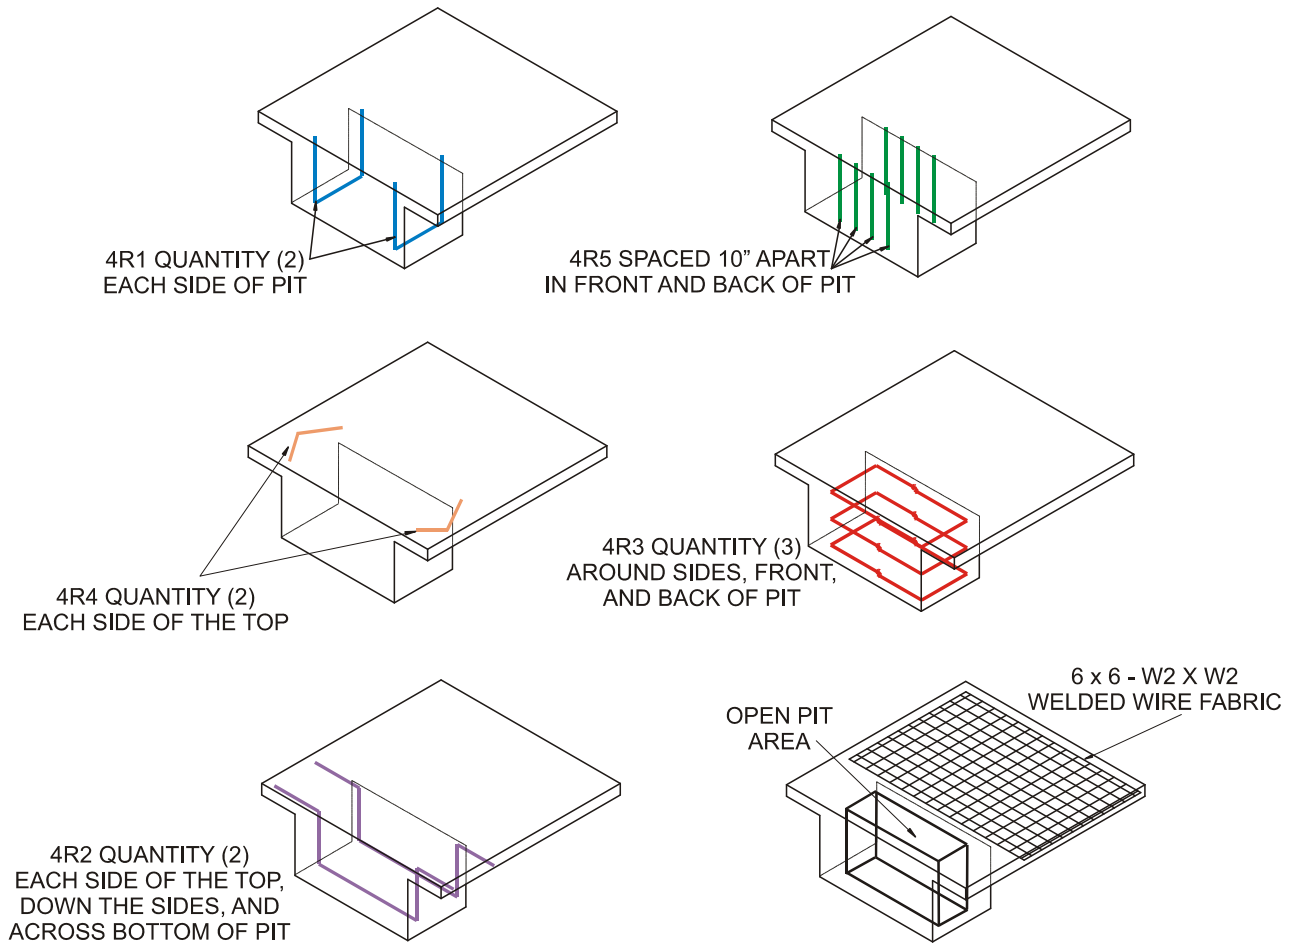 4R1 QUANTITY (2)
EACH SIDE OF PIT
4R5 SPACED 10” APART
IN FRONT AND BACK OF PIT
4R4 QUANTITY (2)
EACH SIDE OF THE TOP
4R3 QUANTITY (3)
AROUND SIDES, FRONT,
AND BACK OF PIT
4R2 QUANTITY (2)
EACH SIDE OF THE TOP,
DOWN THE SIDES, AND
ACROSS BOTTOM OF PIT
OPEN PIT
AREA
6 x 6 - W2 X W2
WELDED WIRE FABRIC